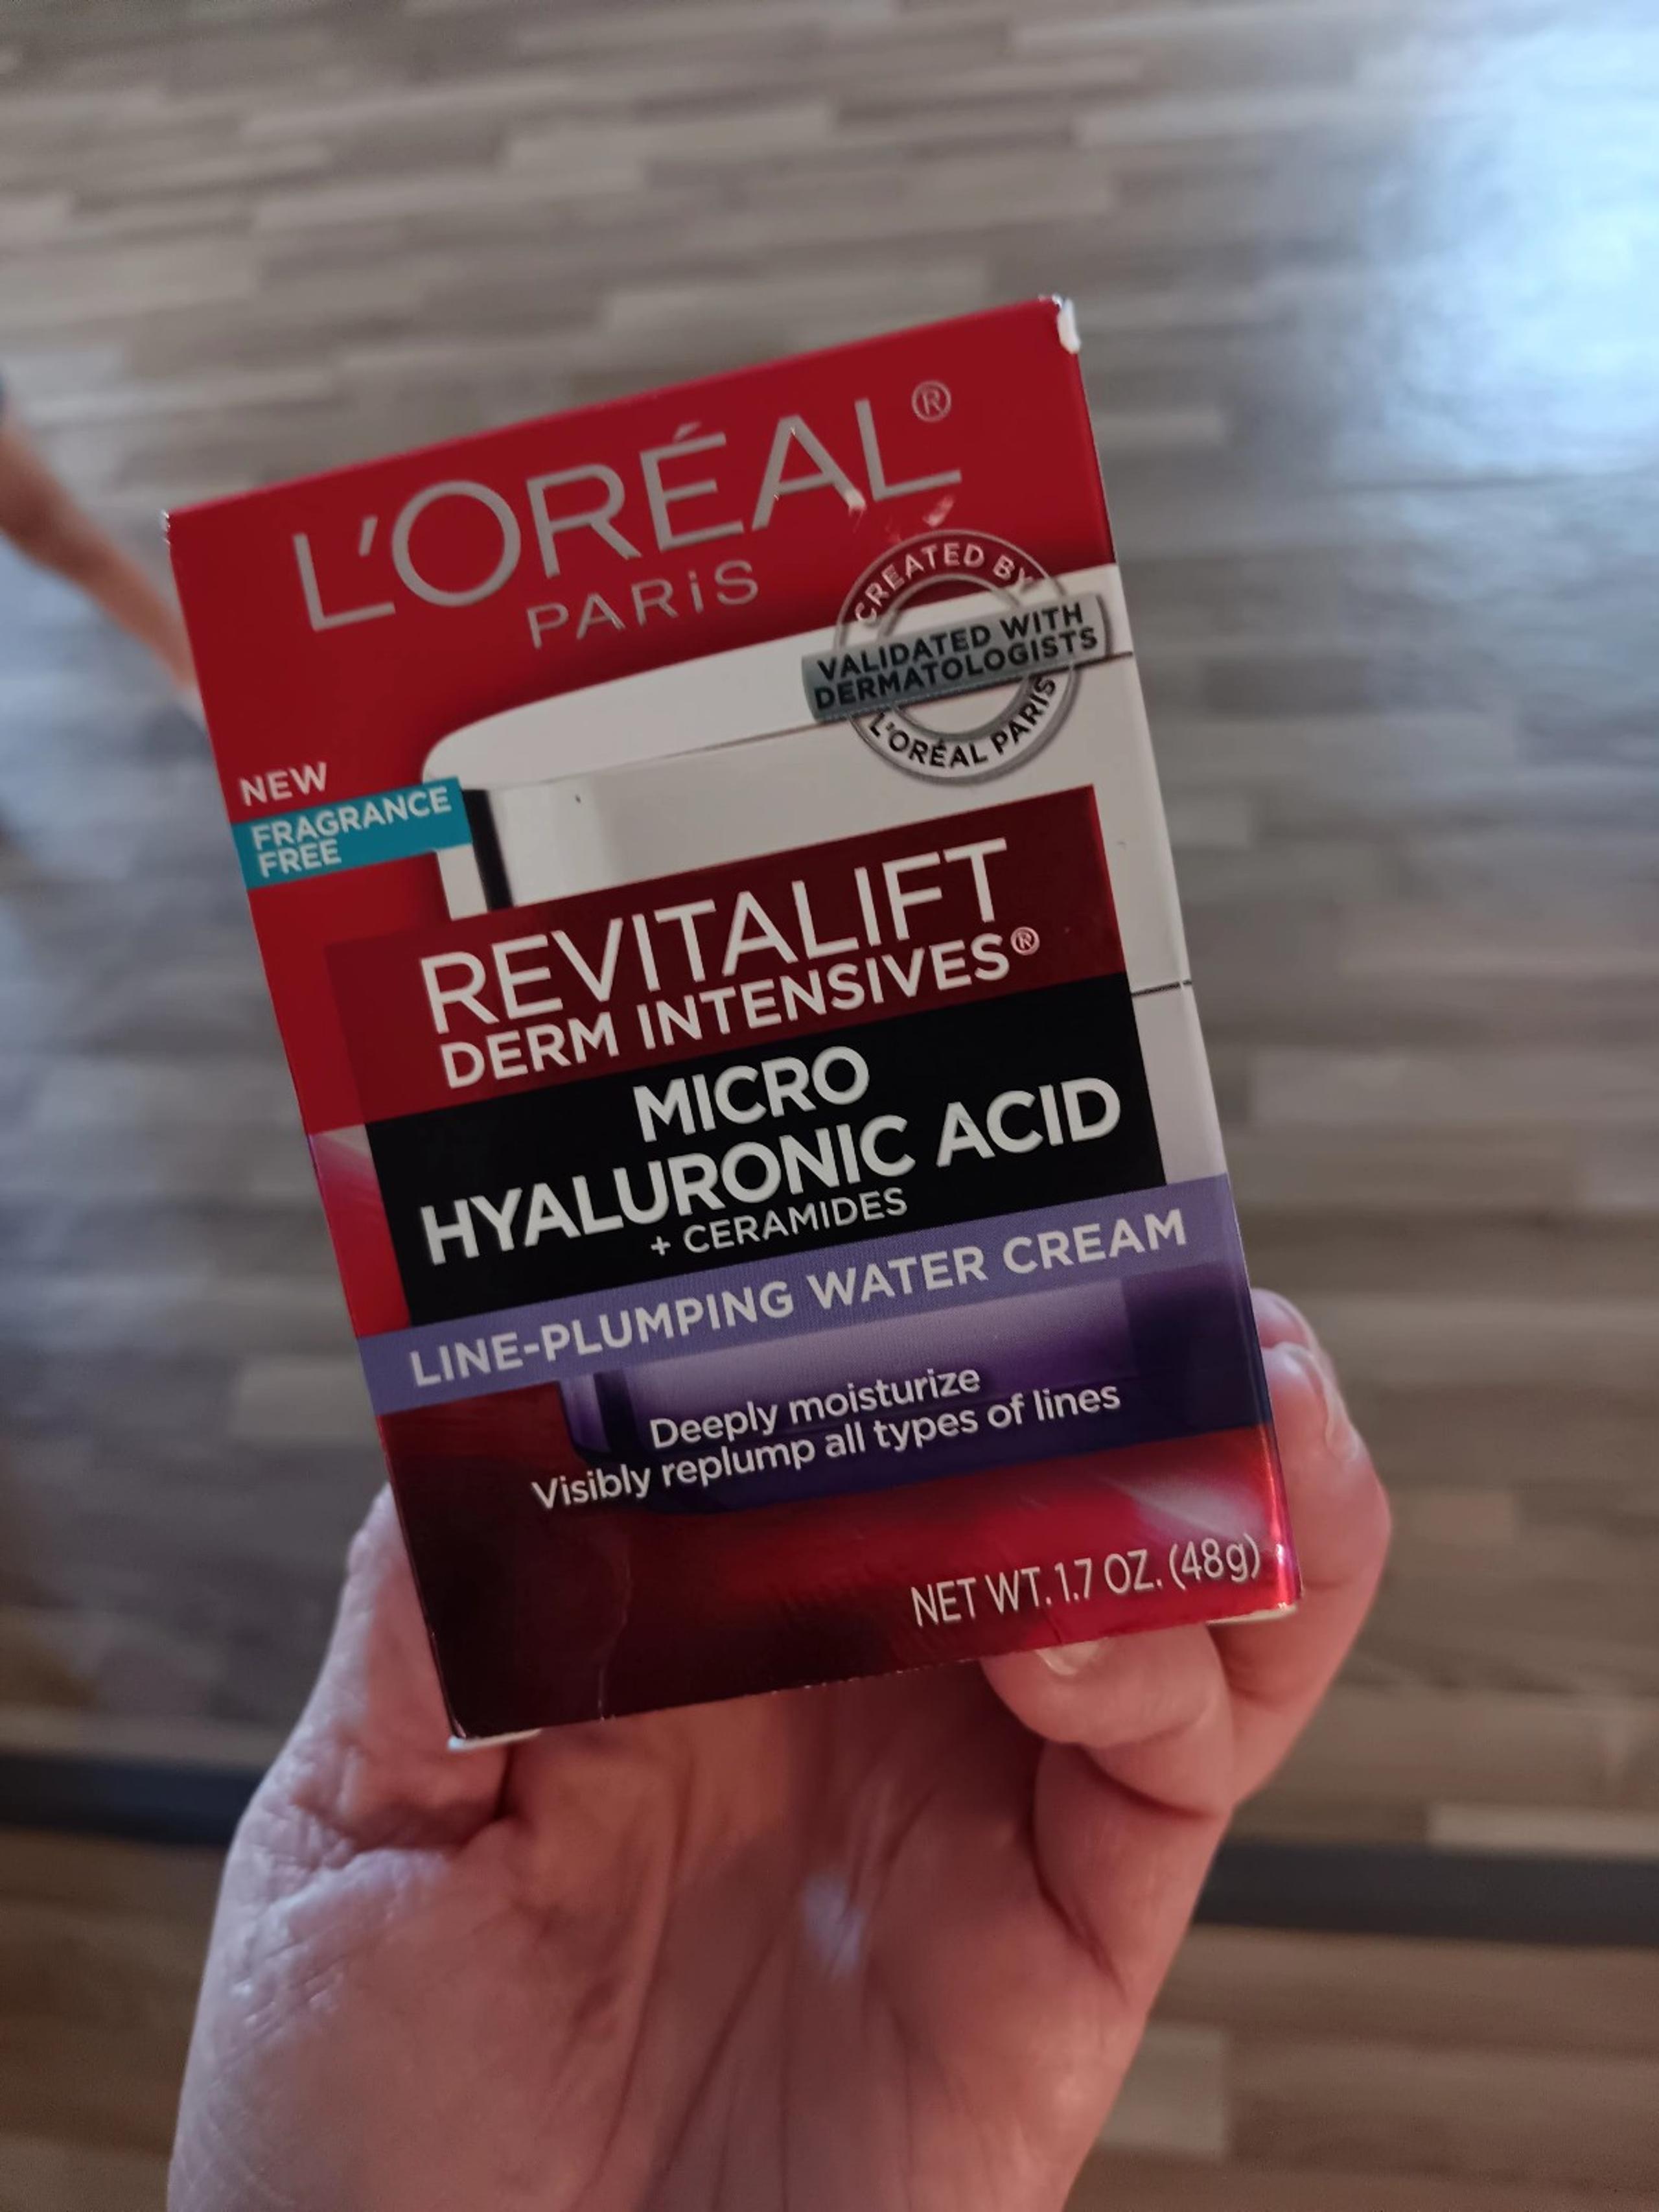 L'ORÉAL®
PARiS
CREATED BY
VALIDATED WITH
DERMATOLOGISTS
L'ORÉAL PARIS
NEW
FRAGRANCE
FREE
REVITALIFT
DERM INTENSIVES®
MICRO
HYALURONIC ACID
+ CERAMIDES
LINE-PLUMPING WATER CREAM
Deeply moisturize
Visibly replump all types of lines
NET WT. 1.7 OZ. (48g)